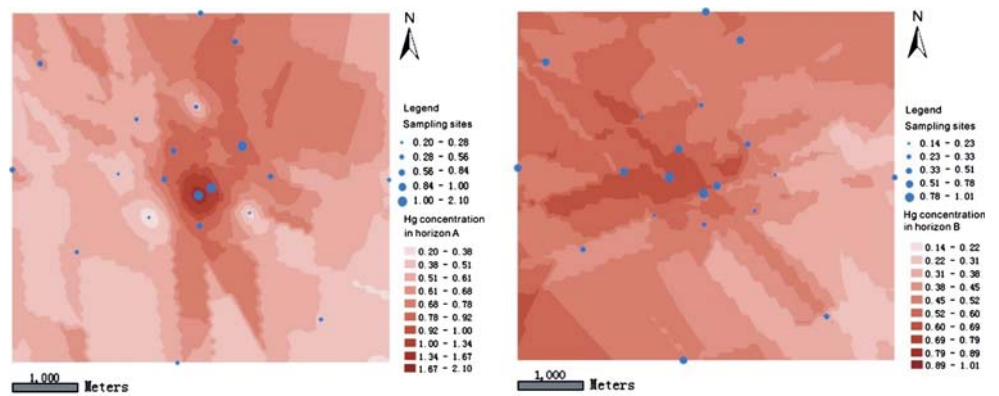 N
Legend
Sampling sites
0.20 - 0.28
0.28 - 0.56
0.56 - 0.84
0.84 - 1.00
1.00 - 2.10
Hg concentration
in horizon A
0.20 - 0.38
0.38 - 0.51
0.51 - 0.61
0.61 - 0.68
0.68 - 0.78
0.78 - 0.92
0.92 - 1.00
1.00 - 1.34
1.34 - 1.67
1.67 - 2.10
1,000
Meters
N
Legend
Sampling sites
0.14 - 0.23
0.23 - 0.33
0.33 - 0.51
0.51 - 0.78
0.78 - 1.01
Hg concentration
in horizon B
0.14 - 0.22
0.22 - 0.31
0.31 - 0.38
0.38 - 0.45
0.45 - 0.52
0.52 - 0.60
0.60 - 0.69
0.69 - 0.79
0.79 - 0.89
0.89 - 1.01
1,000
Meters